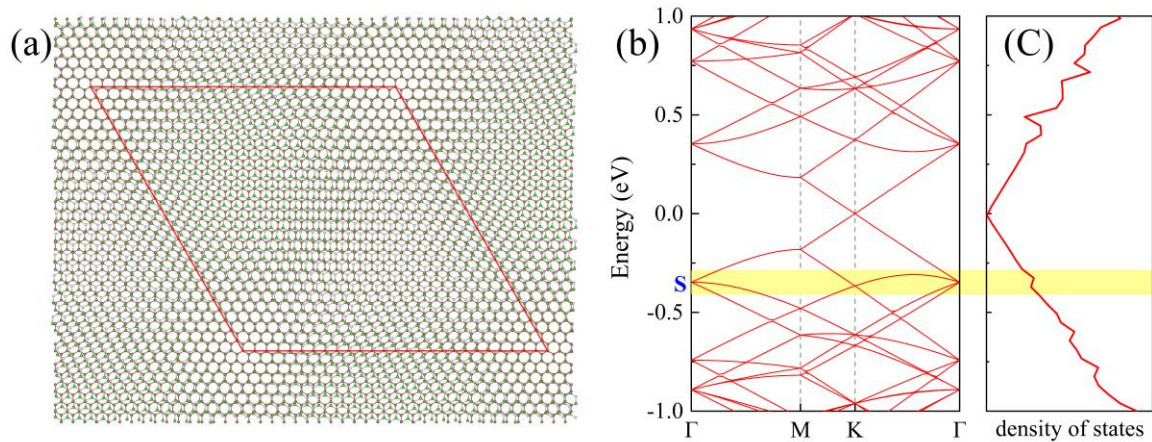 (a)
(b)
(C)
Energy (eV)
1.0
0.5
0.0
-0.5
-1.0
S
Γ M K Γ
density of states